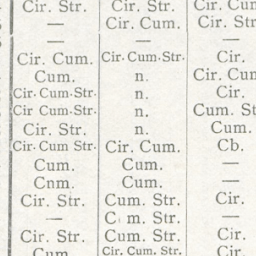 Cir. Str. Cir. Str. Cir. Cum.
— Cir. Cum. Cir. Str.
— — —
Cir. Cum. Cir. Cum. Str. Cir.
Cum. n. Cir. Cum.
Cir. Cum. Str. n. Cir.
Cir Cum. Str. n. Cum. St
Cir. Str. n. Cum.
Cir. Cum Str. Cir. Cum. Cb.
Cum. Cum. —
Cnm. Cum. —
Cir. Str. Cum. Str. Cir.
— C m. Str. —
Cir. Str. Cum. Str. Cir.
Cum. Cir. Cum. Str. Cir.